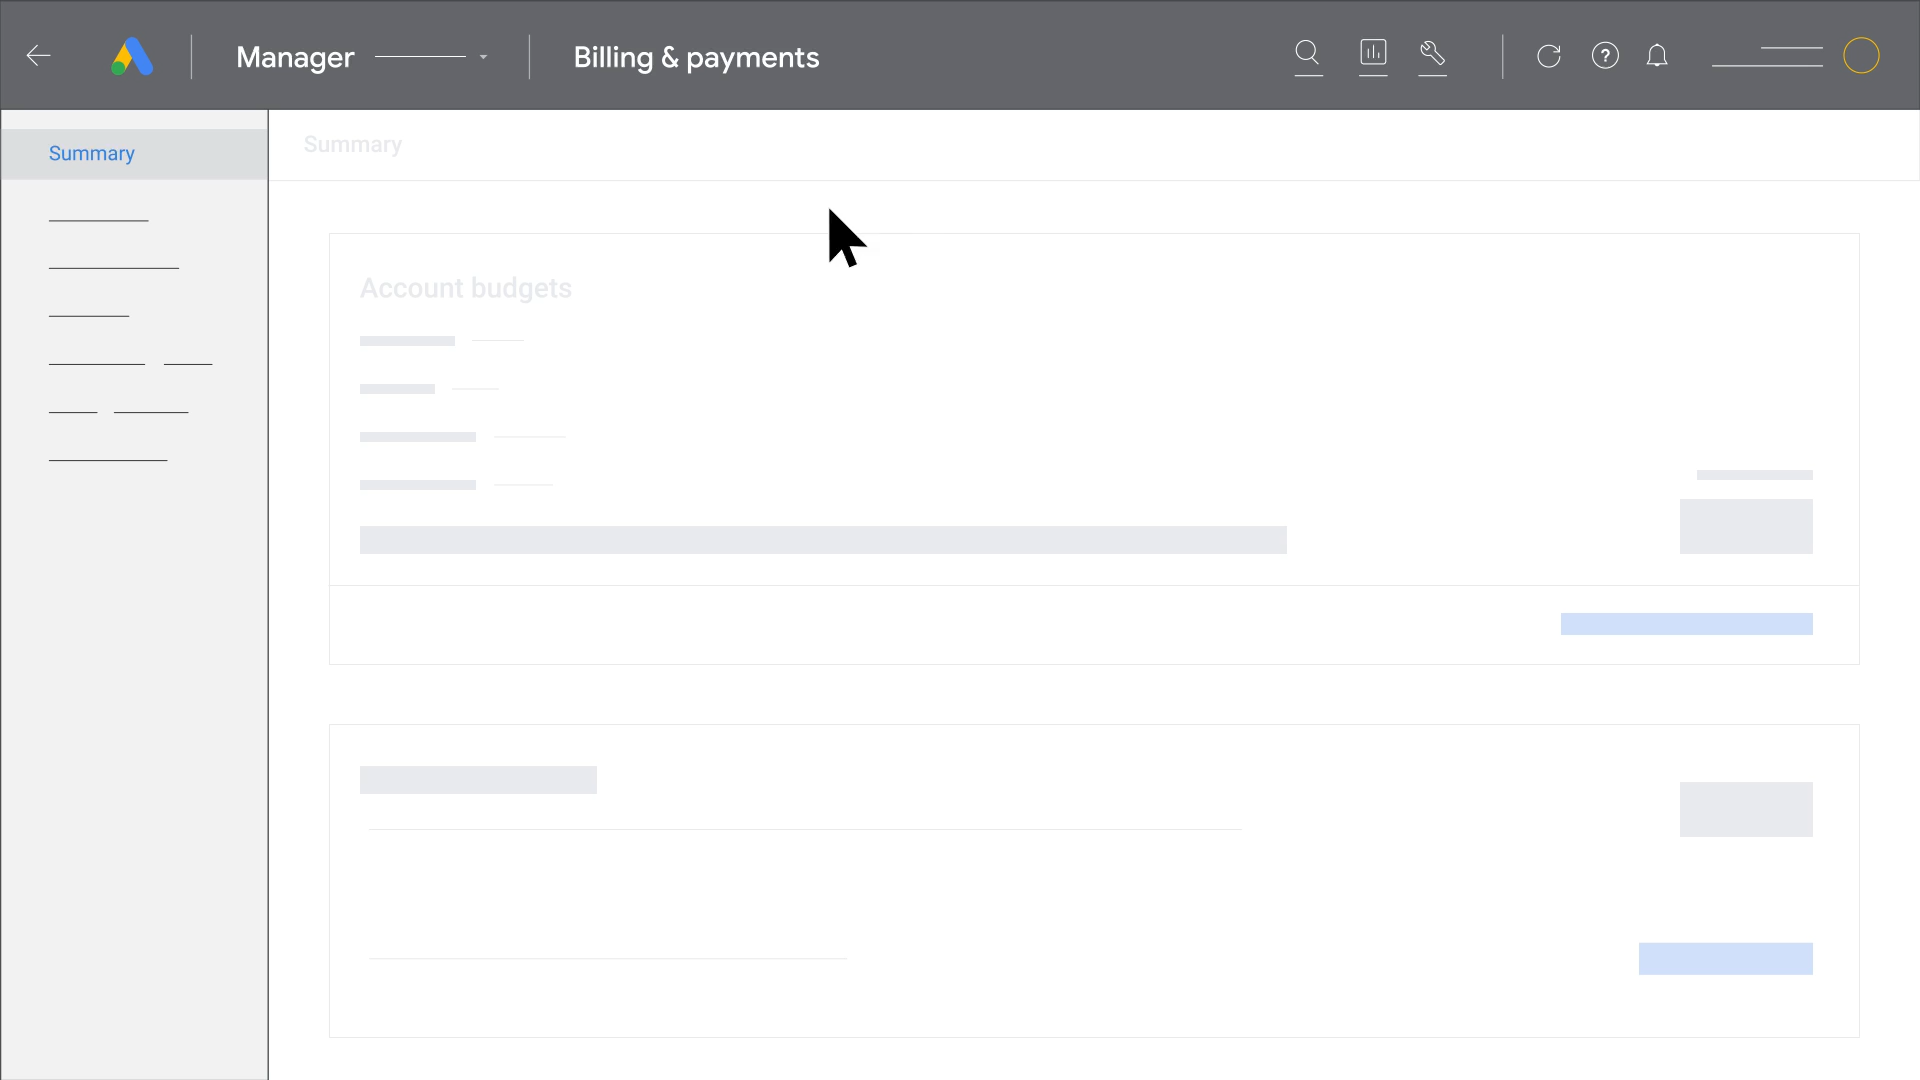 Manager
Billing & payments
Summary
Summary
Account budgets